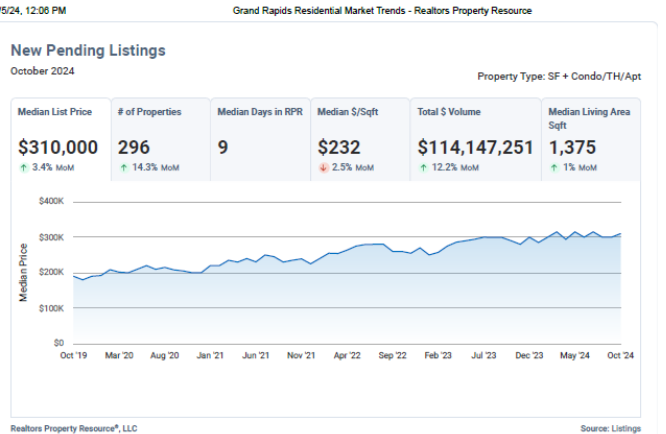 /5/24, 12:06 PM Grand Rapids Residential Market Trends - Realtors Property Resource
New Pending Listings
October 2024
Property Type: SF + Condo/TH/Apt
Median List Price # of Properties Median Days in RPR Median $/Sqft Total $ Volume Median Living Area
Sqft
$310,000 296 9 $232 $114,147,251 1,375
↑ 3.4% MoM ↑ 14.3% MoM ↓ 2.5% MoM ↑ 12.2% MoM ↑ 1% MoM
$400K
$300K
$200K
$100K
$0
Median Price
Oct '19 Mar '20 Aug '20 Jan '21 Jun '21 Nov '21 Apr '22 Sep '22 Feb '23 Jul '23 Dec '23 May '24 Oct '24
Realtors Property Resource®, LLC Source: Listings